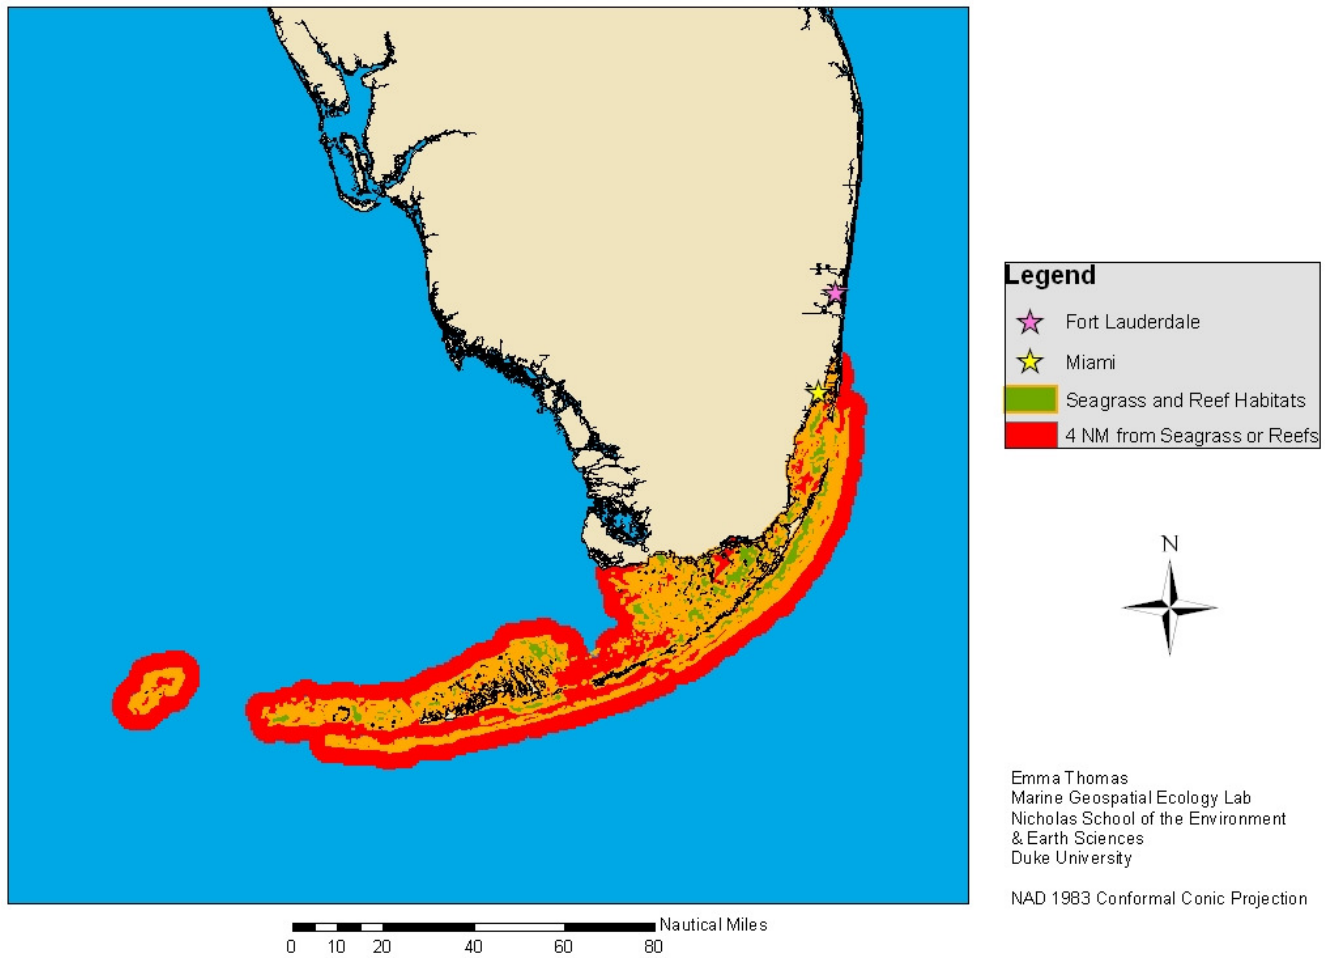 Legend
Fort Lauderdale
Miami
Seagrass and Reef Habitats
4 NM from Seagrass or Reefs
N
Emma Thomas
Marine Geospatial Ecology Lab
Nicholas School of the Environment
& Earth Sciences
Duke University
NAD 1983 Conformal Conic Projection
Nautical Miles
0 10 20 40 60 80